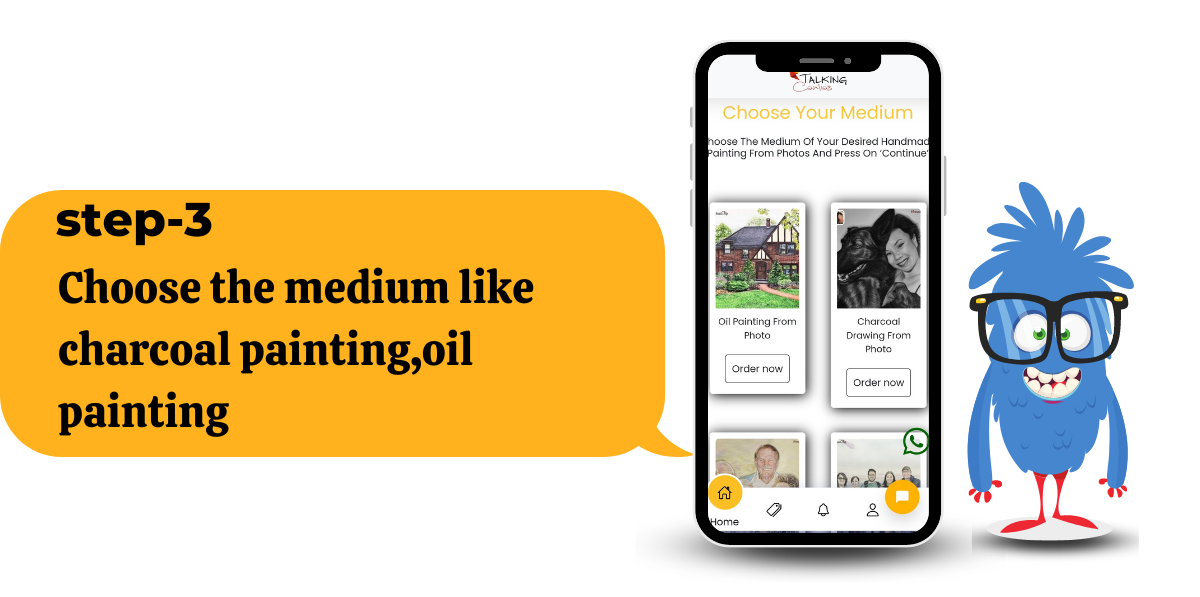 step-3
Choose the medium like
charcoal painting,oil
painting
TALKING
Canvas
Choose Your Medium
hoose The Medium Of Your Desired Handmad
Painting From Photos And Press On ‘Continue’
Oil Painting From
Photo
Order now
Charcoal
Drawing From
Photo
Order now
Home